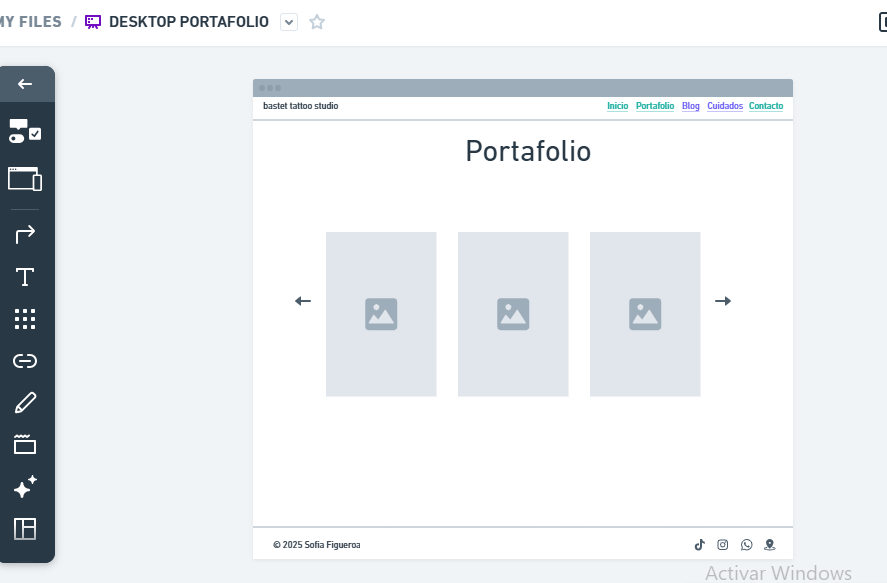 MY FILES / DESKTOP PORTAFOLIO
bastet tattoo studio Inicio Portafolio Blog Cuidados Contacto
Portafolio
© 2025 Sofia Figueroa
Activar Windows